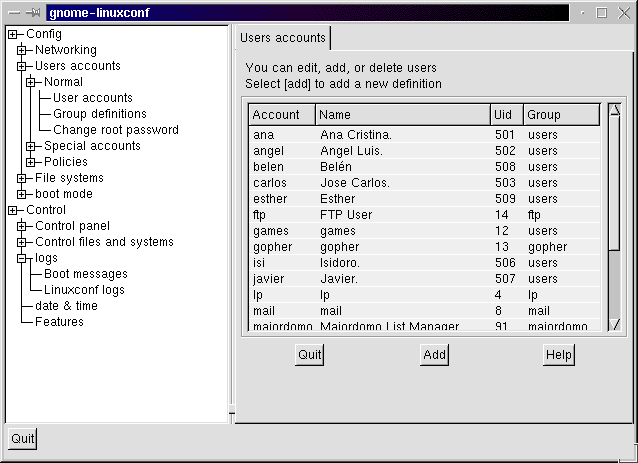 gnome-linuxconf
Config
Networking
Users accounts
Normal
User accounts
Group definitions
Change root password
Special accounts
Policies
File systems
boot mode
Control
Control panel
Control files and systems
logs
Boot messages
Linuxconf logs
date & time
Features
Quit
Users accounts
You can edit, add, or delete users
Select [add] to add a new definition
Account Name Uid Group
ana Ana Cristina. 501 users
angel Angel Luis. 502 users
belen Belén 508 users
carlos Jose Carlos. 503 users
esther Esther 509 users
ftp FTP User 14 ftp
games games 12 users
gopher gopher 13 gopher
isi Isidoro. 506 users
javier Javier. 507 users
lp lp 4 lp
mail mail 8 mail
majordomo Majordomo List Manager 91 majordomo
Quit Add Help